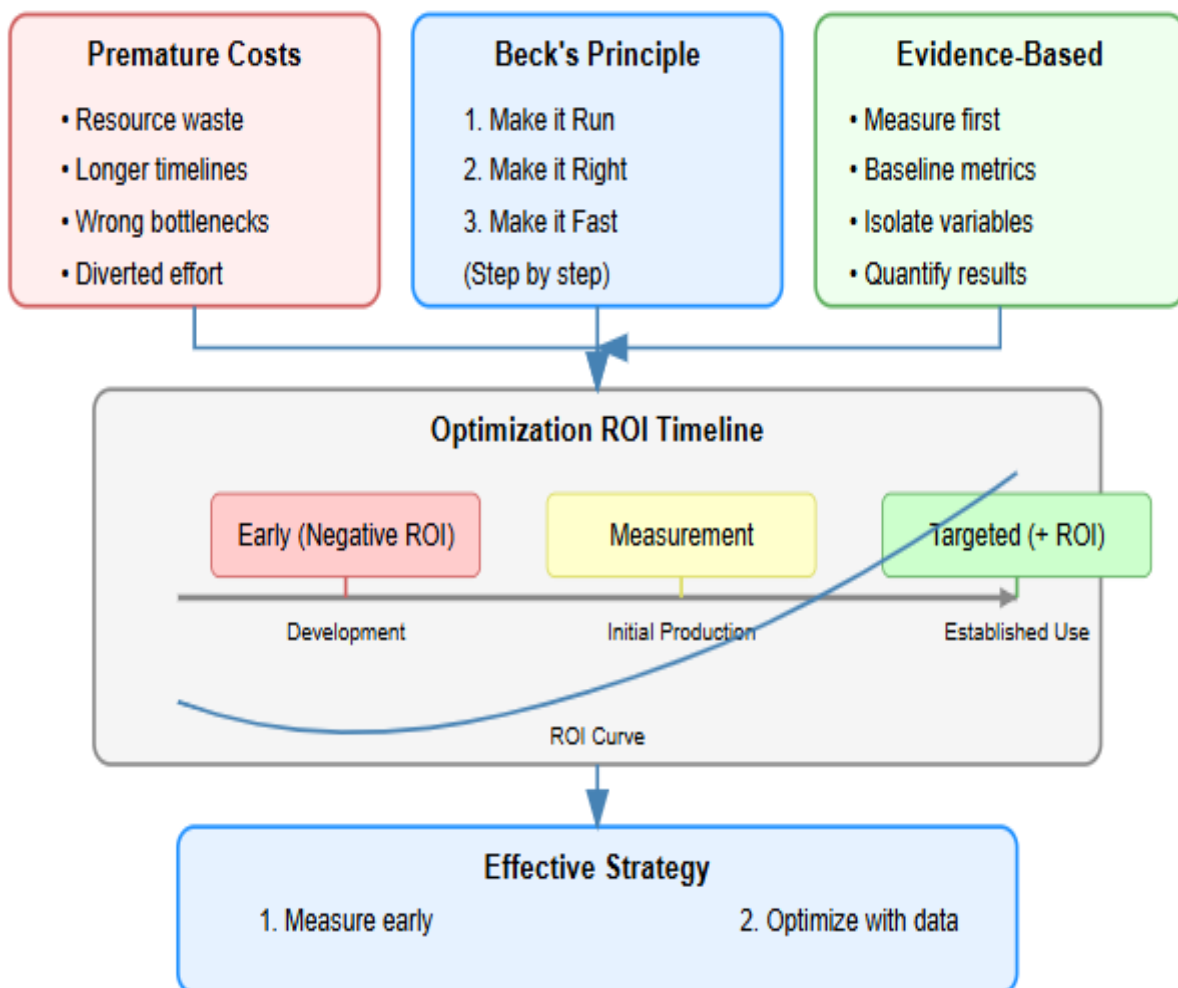 Premature Costs
• Resource waste
• Longer timelines
• Wrong bottlenecks
• Diverted effort
Beck's Principle
1. Make it Run
2. Make it Right
3. Make it Fast
(Step by step)
Evidence-Based
• Measure first
• Baseline metrics
• Isolate variables
• Quantify results
Optimization ROI Timeline
Early (Negative ROI)
Measurement
Targeted (+ ROI)
Development
Initial Production
Established Use
ROI Curve
Effective Strategy
1. Measure early
2. Optimize with data